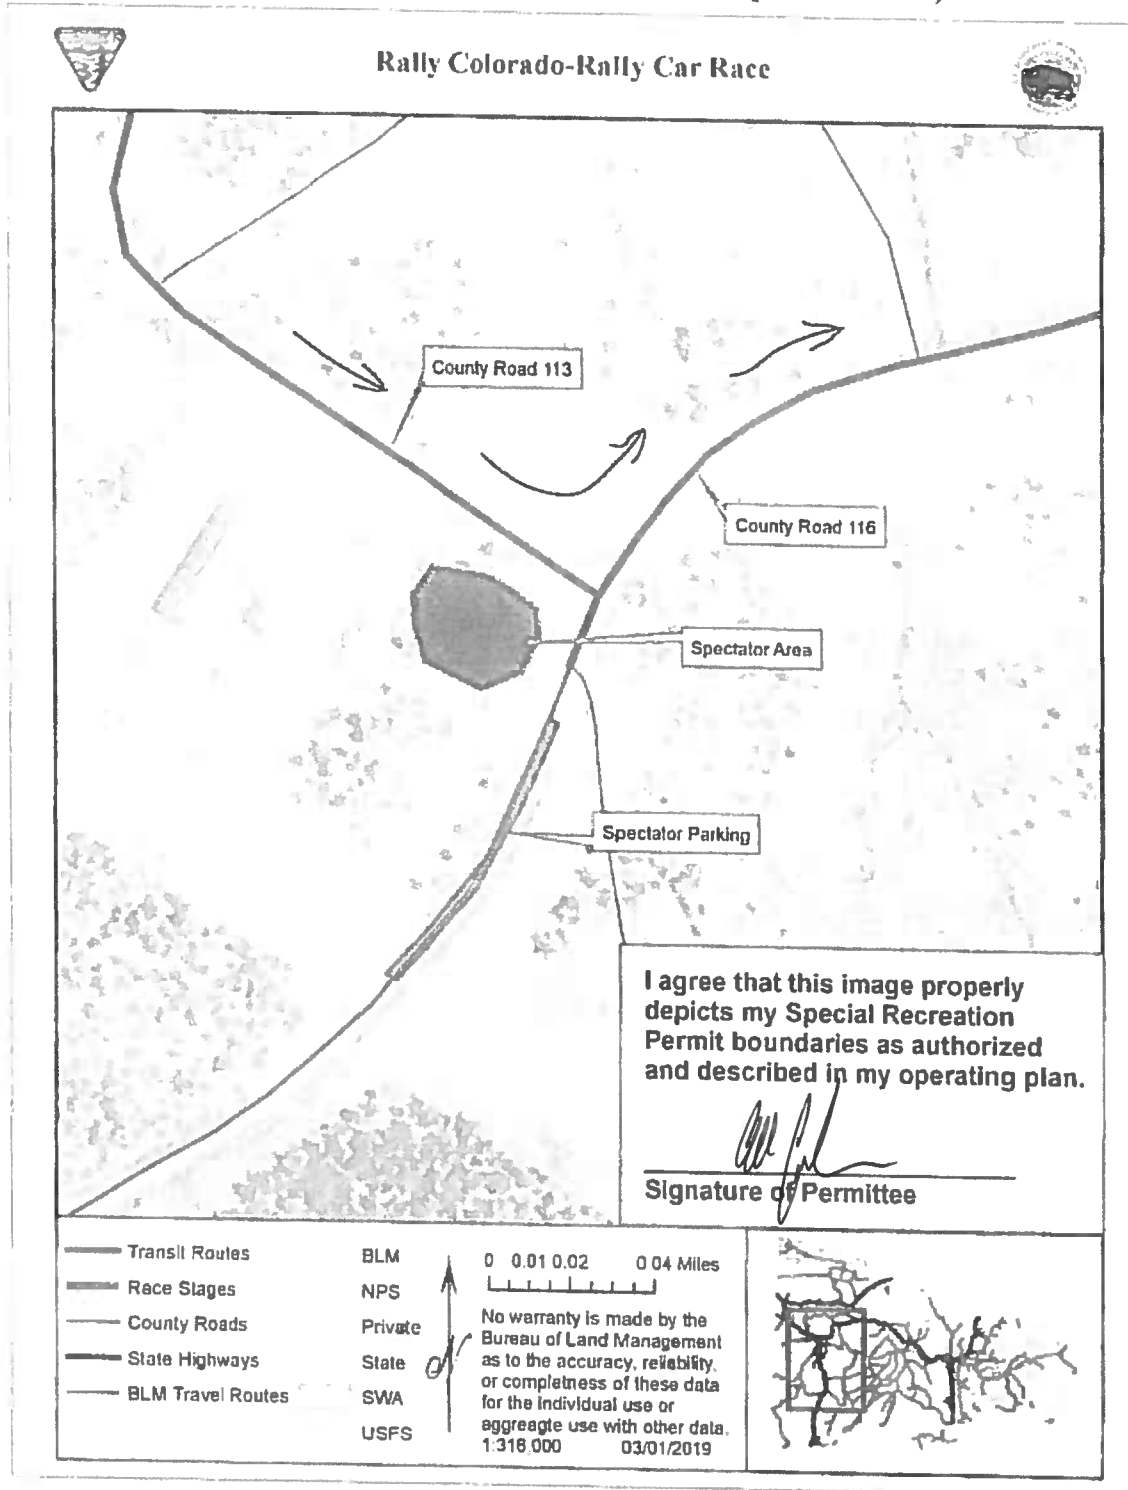 Rally Colorado-Rally Car Race
County Road 113
County Road 116
Spectator Area
Spectator Parking
I agree that this image properly
depicts my Special Recreation
Permit boundaries as authorized
and described in my operating plan.
Signature of Permittee
Transit Routes
Race Stages
County Roads
State Highways
BLM Travel Routes
BLM
NPS
Private
State
SWA
USFS
0 0.01 0.02 0 04 Miles
No warranty is made by the
Bureau of Land Management
as to the accuracy, reliability,
or completness of these data
for the individual use or
aggreagte use with other data.
1:316,000 03/01/2019